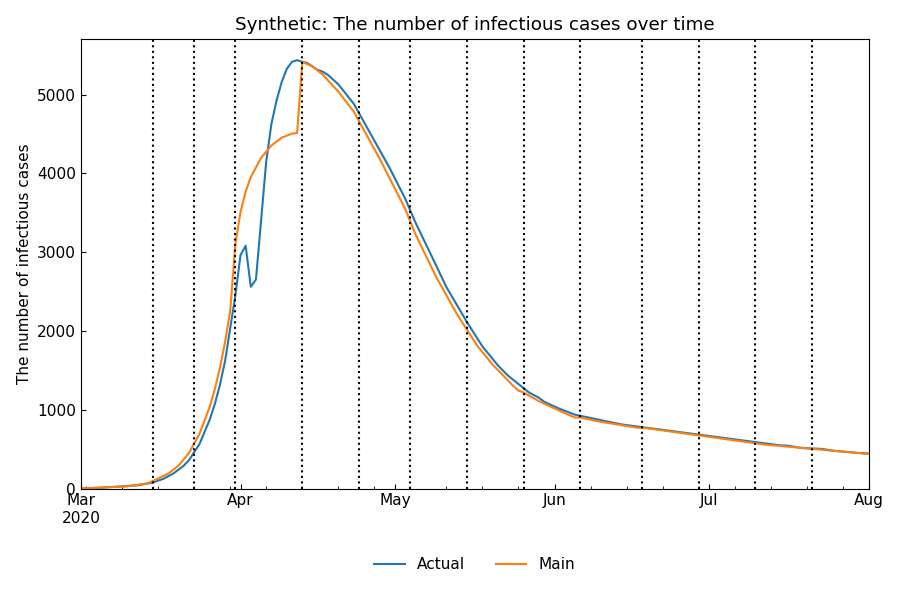 Synthetic: The number of infectious cases over time
The number of infectious cases
5000
4000
3000
2000
1000
0
Mar Apr May Jun Jul Aug
2020
Actual Main